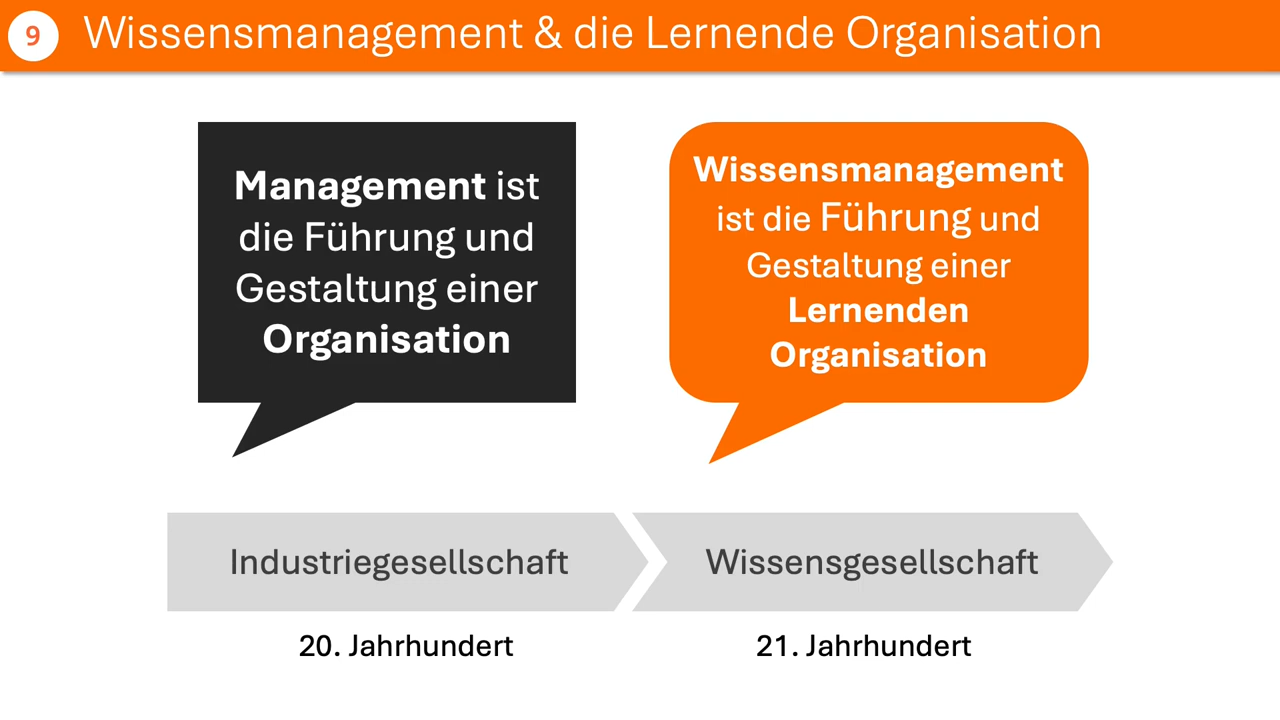 9
Wissensmanagement & die Lernende Organisation
Management ist
die Führung und
Gestaltung einer
Organisation
Wissensmanagement
ist die Führung und
Gestaltung einer
Lernenden
Organisation
Industriegesellschaft
Wissensgesellschaft
20. Jahrhundert
21. Jahrhundert